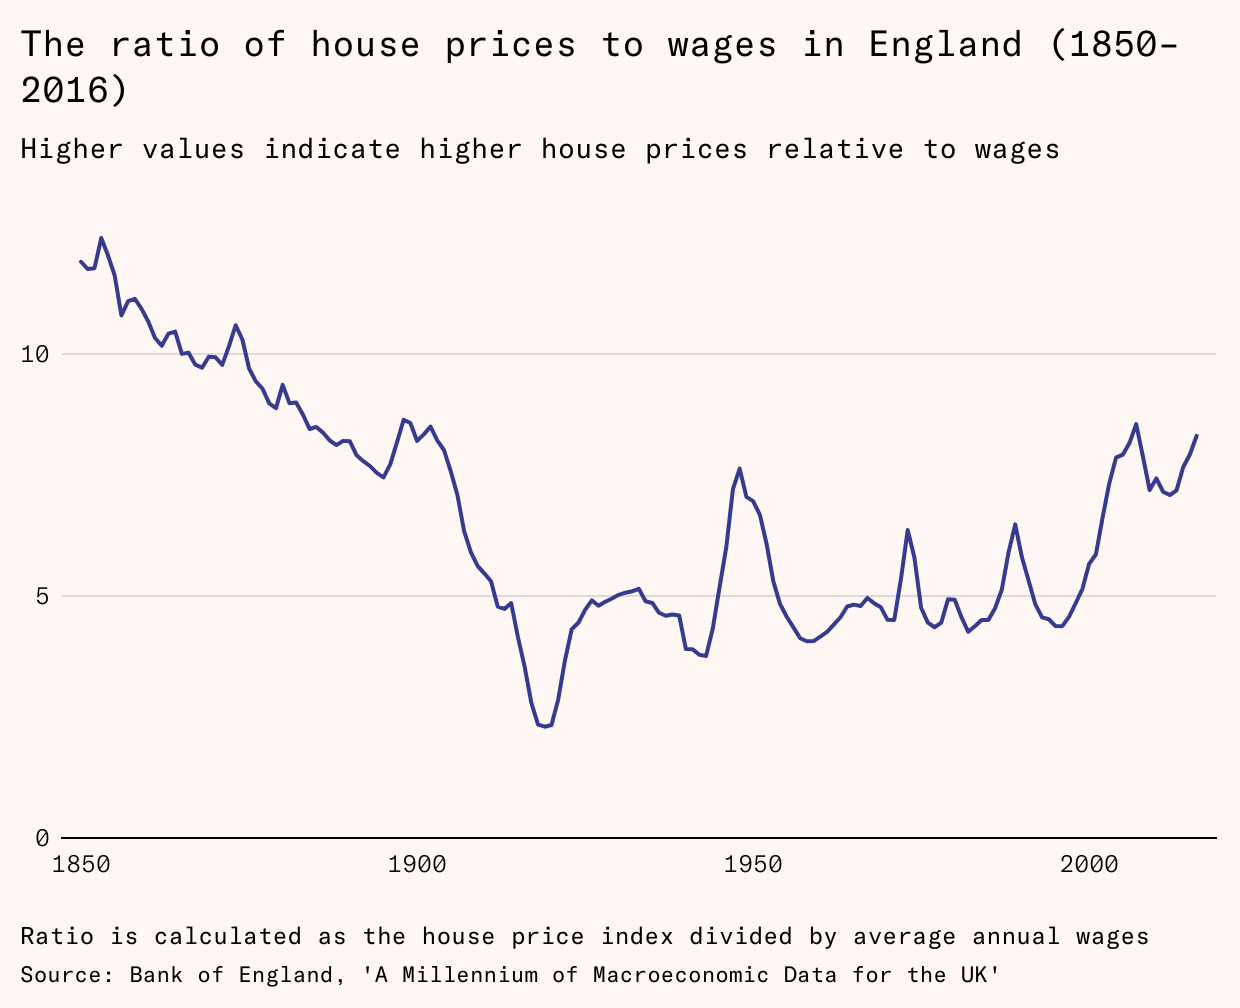 The ratio of house prices to wages in England (1850–
2016)
Higher values indicate higher house prices relative to wages
10
5
0
1850 1900 1950 2000
Ratio is calculated as the house price index divided by average annual wages
Source: Bank of England, 'A Millennium of Macroeconomic Data for the UK'